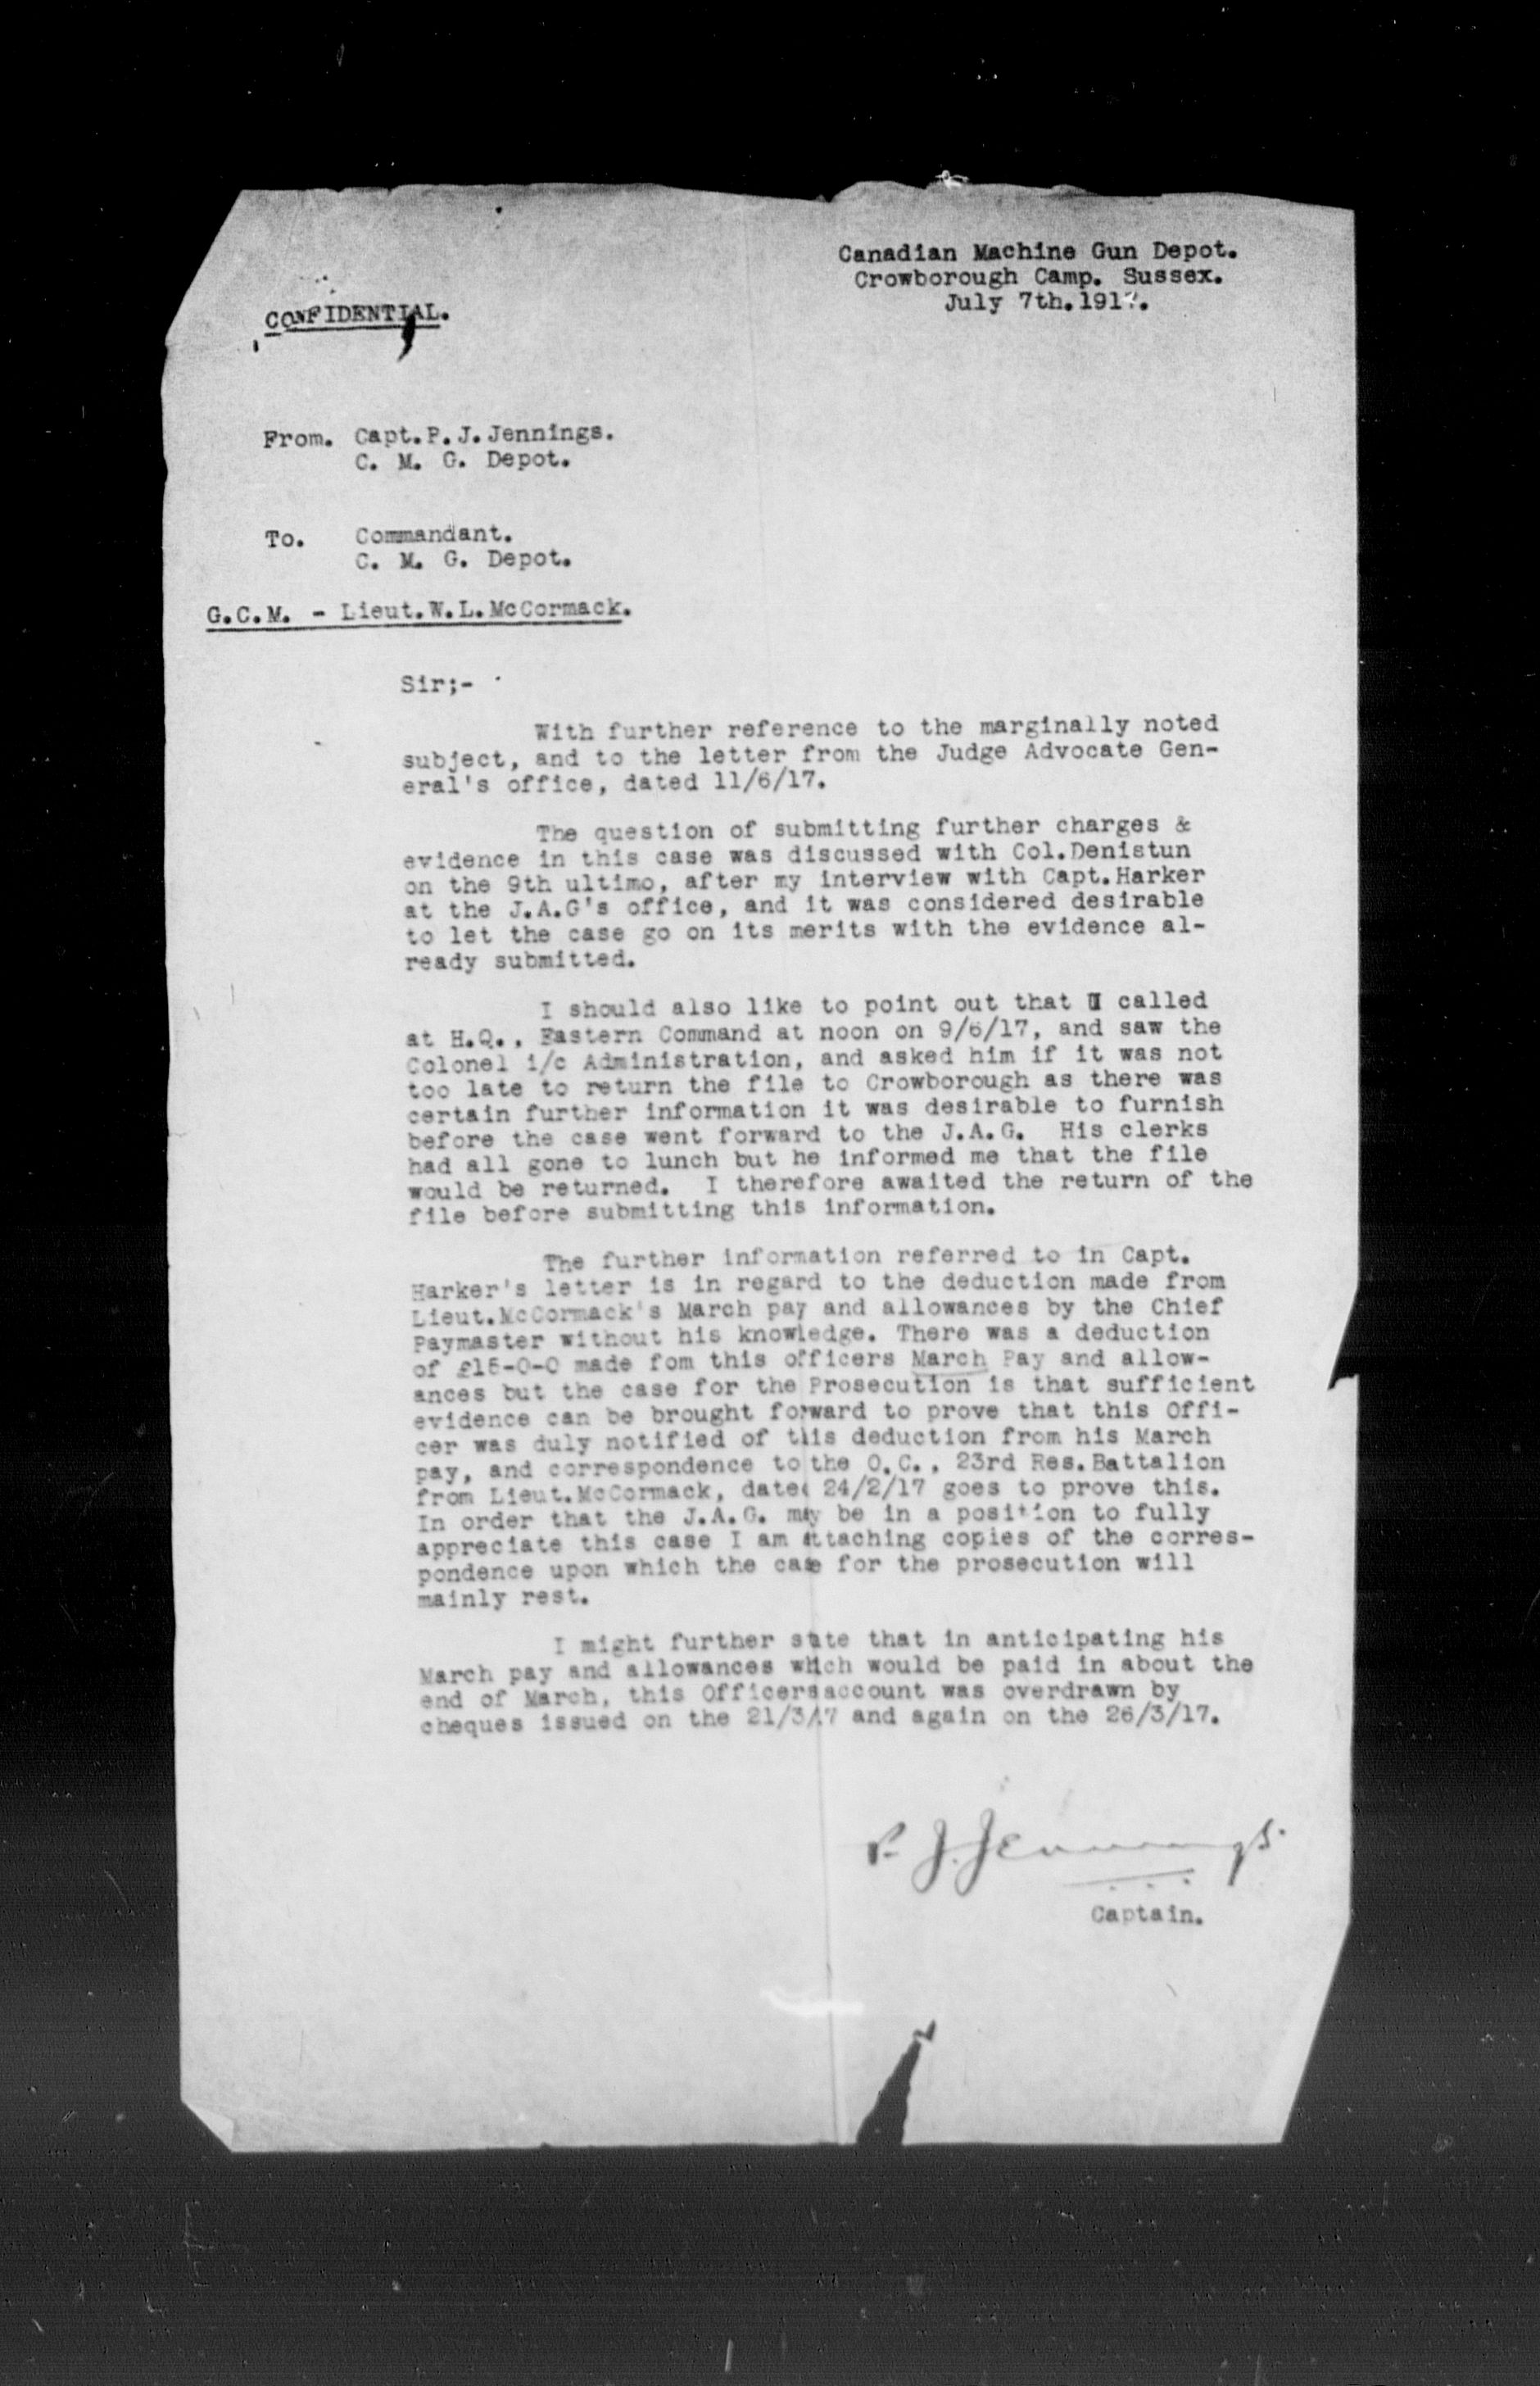 Canadian Machine Gun Depot.
Crowborough Camp. Sussex.
July 7th.1917.
CONFIDENTIAL.
From. Capt.P.J.Jennings.
C. M. G. Depot.
To. Commandant.
C. M. G. Depot.
G.C.M. - Lieut.W.L.McCormack.
Sir;-
With further reference to the marginally noted
subject, and to the letter from the Judge Advocate Gen-
eral's office, dated 11/6/17.
The question of submitting further charges &
evidence in this case was discussed with Col.Denistun
on the 9th ultimo, after my interview with Capt.Harker
at the J.A.G's office, and it was considered desirable
to let the case go on its merits with the evidence al-
ready submitted.
I should also like to point out that I called
at H.Q., Eastern Command at noon on 9/6/17, and saw the
Colonel i/c Administration, and asked him if it was not
too late to return the file to Crowborough as there was
certain further information it was desirable to furnish
before the case went forward to the J.A.G. His clerks
had all gone to lunch but he informed me that the file
would be returned. I therefore awaited the return of the
file before submitting this information.
The further information referred to in Capt.
Harker's letter is in regard to the deduction made from
Lieut.McCormack's March pay and allowances by the Chief
Paymaster without his knowledge. There was a deduction
of £15-0-0 made fom this officers March Pay and allow-
ances but the case for the Prosecution is that sufficient
evidence can be brought forward to prove that this Offi-
cer was duly notified of this deduction from his March
pay, and correspondence to the O.C., 23rd Res.Battalion
from Lieut.McCormack, dated 24/2/17 goes to prove this.
In order that the J.A.G. may be in a position to fully
appreciate this case I am attaching copies of the corres-
pondence upon which the case for the prosecution will
mainly rest.
I might further state that in anticipating his
March pay and allowances which would be paid in about the
end of March, this Officersaccount was overdrawn by
cheques issued on the 21/3/17 and again on the 26/3/17.
P. J. Jennings.
Captain.